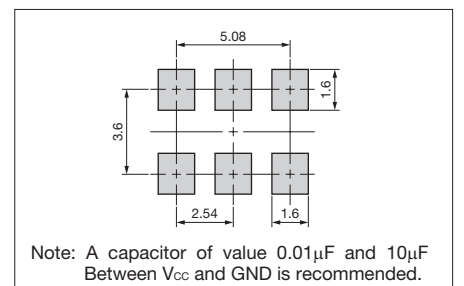 5.08
1.6
3.6
2.54
1.6
Note: A capacitor of value 0.01μF and 10μF
Between Vcc and GND is recommended.